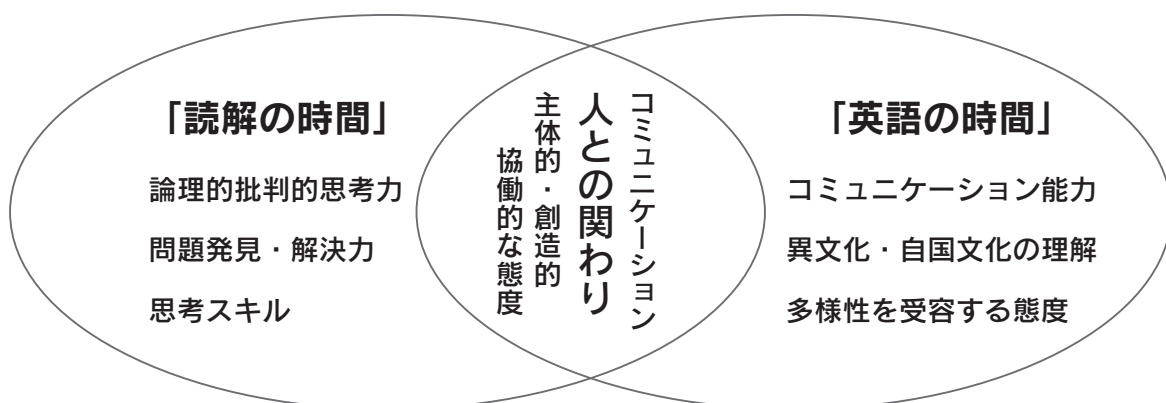 「読解の時間」
論理的批判的思考力
問題発見・解決力
思考スキル
コミュニケーション
人との関わり
主体的・創造的
協働的な態度
「英語の時間」
コミュニケーション能力
異文化・自国文化の理解
多様性を受容する態度